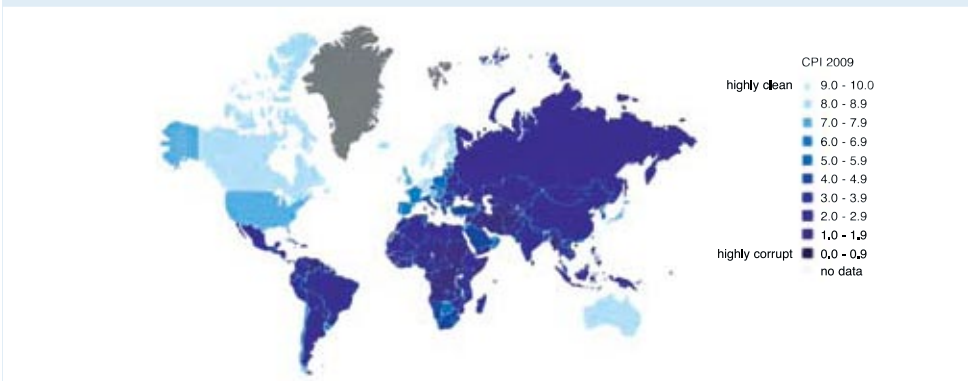 CPI 2009
highly clean 9.0 - 10.0
8.0 - 8.9
7.0 - 7.9
6.0 - 6.9
5.0 - 5.9
4.0 - 4.9
3.0 - 3.9
2.0 - 2.9
1.0 - 1.9
highly corrupt 0.0 - 0.9
no data